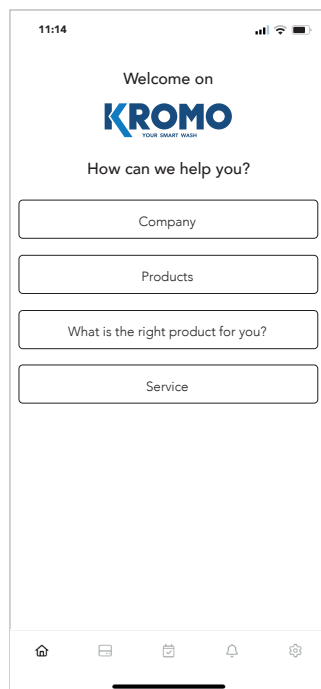 11:14
Welcome on
KROMO
YOUR SMART WASH
How can we help you?
Company
Products
What is the right product for you?
Service